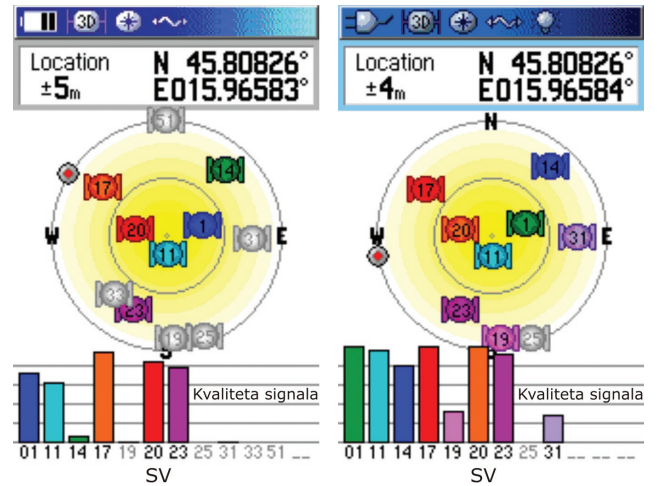 3D
Location
±5m
N 45.80826°
E015.96583°
51
14
17
20
1
W
E
31
11
33
23
19
25
S
Kvaliteta signala
01 11 14 17 19 20 23 25 31 33 51 __
SV
3D
Location
±4m
N 45.80826°
E015.96584°
N
14
17
20
1
W
E
31
11
23
19
25
Kvaliteta signala
01 11 14 17 19 20 23 25 31 __ __ __
SV